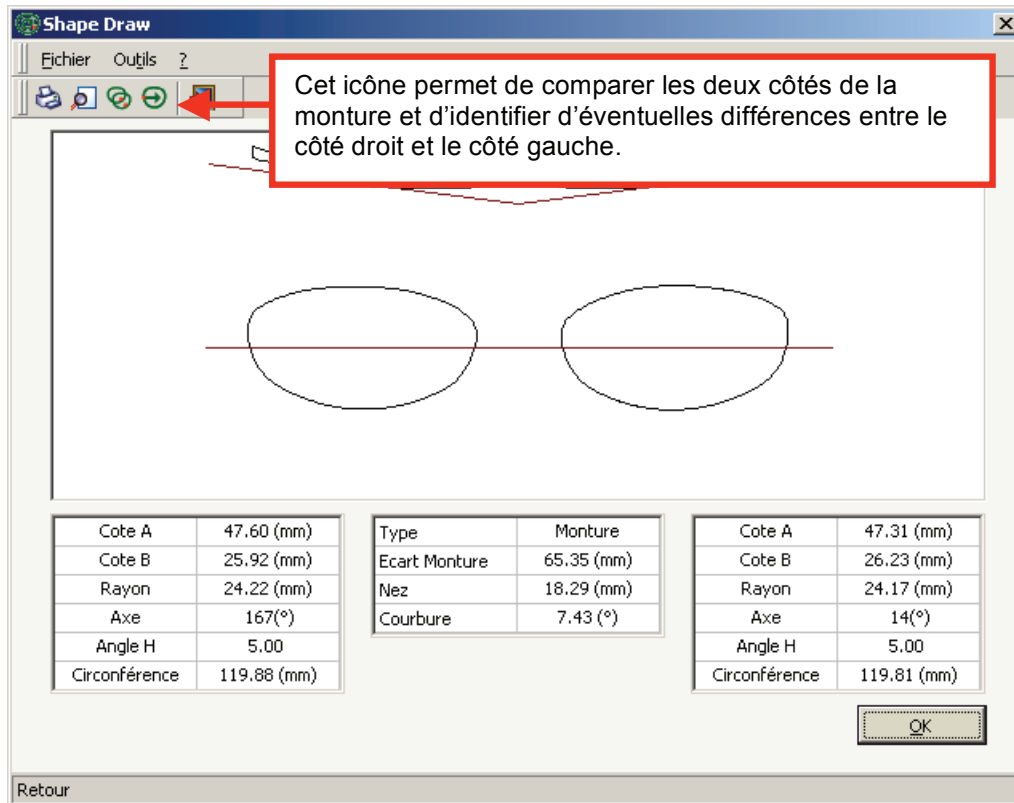 Shape Draw
Fichier Outils ?
Cet icône permet de comparer les deux côtés de la
monture et d'identifier d'éventuelles différences entre le
côté droit et le côté gauche.
Cote A 47.60 (mm)
Cote B 25.92 (mm)
Rayon 24.22 (mm)
Axe 167(°)
Angle H 5.00
Circonférence 119.88 (mm)
Type Monture
Ecart Monture 65.35 (mm)
Nez 18.29 (mm)
Courbure 7.43 (°)
Cote A 47.31 (mm)
Cote B 26.23 (mm)
Rayon 24.17 (mm)
Axe 14(°)
Angle H 5.00
Circonférence 119.81 (mm)
OK
Retour